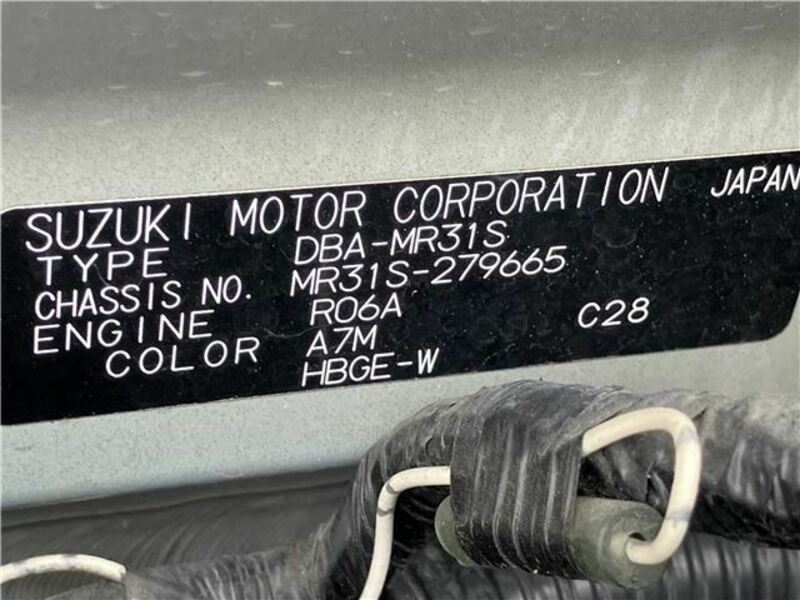 SUZUKI MOTOR CORPORATION JAPAN
TYPE DBA-MR31S
CHASSIS NO. MR31S-279665
ENGINE R06A
COLOR A7M C28
HBGE-W